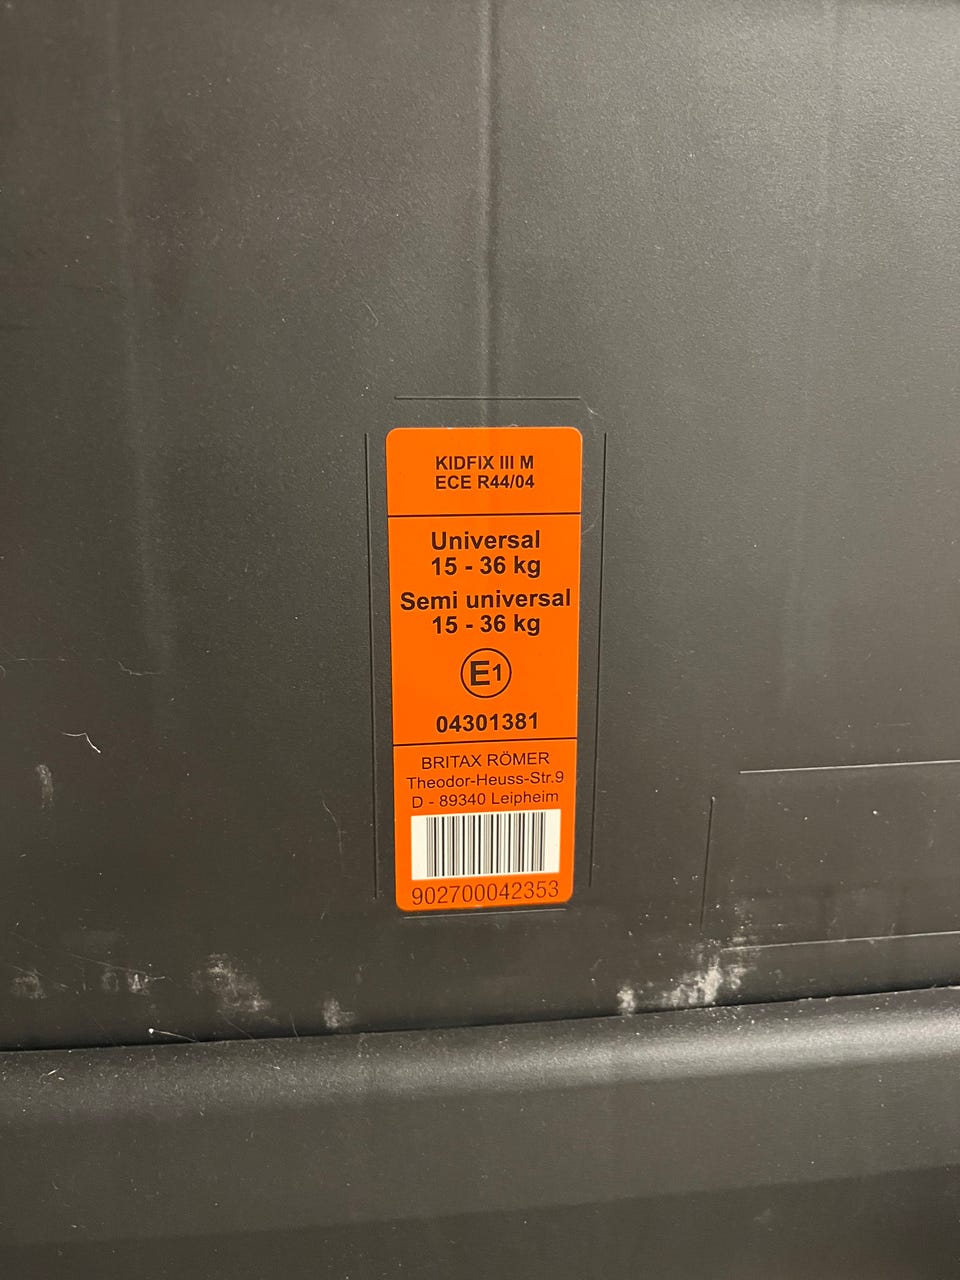 KIDFIX III M
ECE R44/04
Universal
15 - 36 kg
Semi universal
15 - 36 kg
E1
04301381
BRITAX RÖMER
Theodor-Heuss-Str.9
D - 89340 Leipheim
902700042353